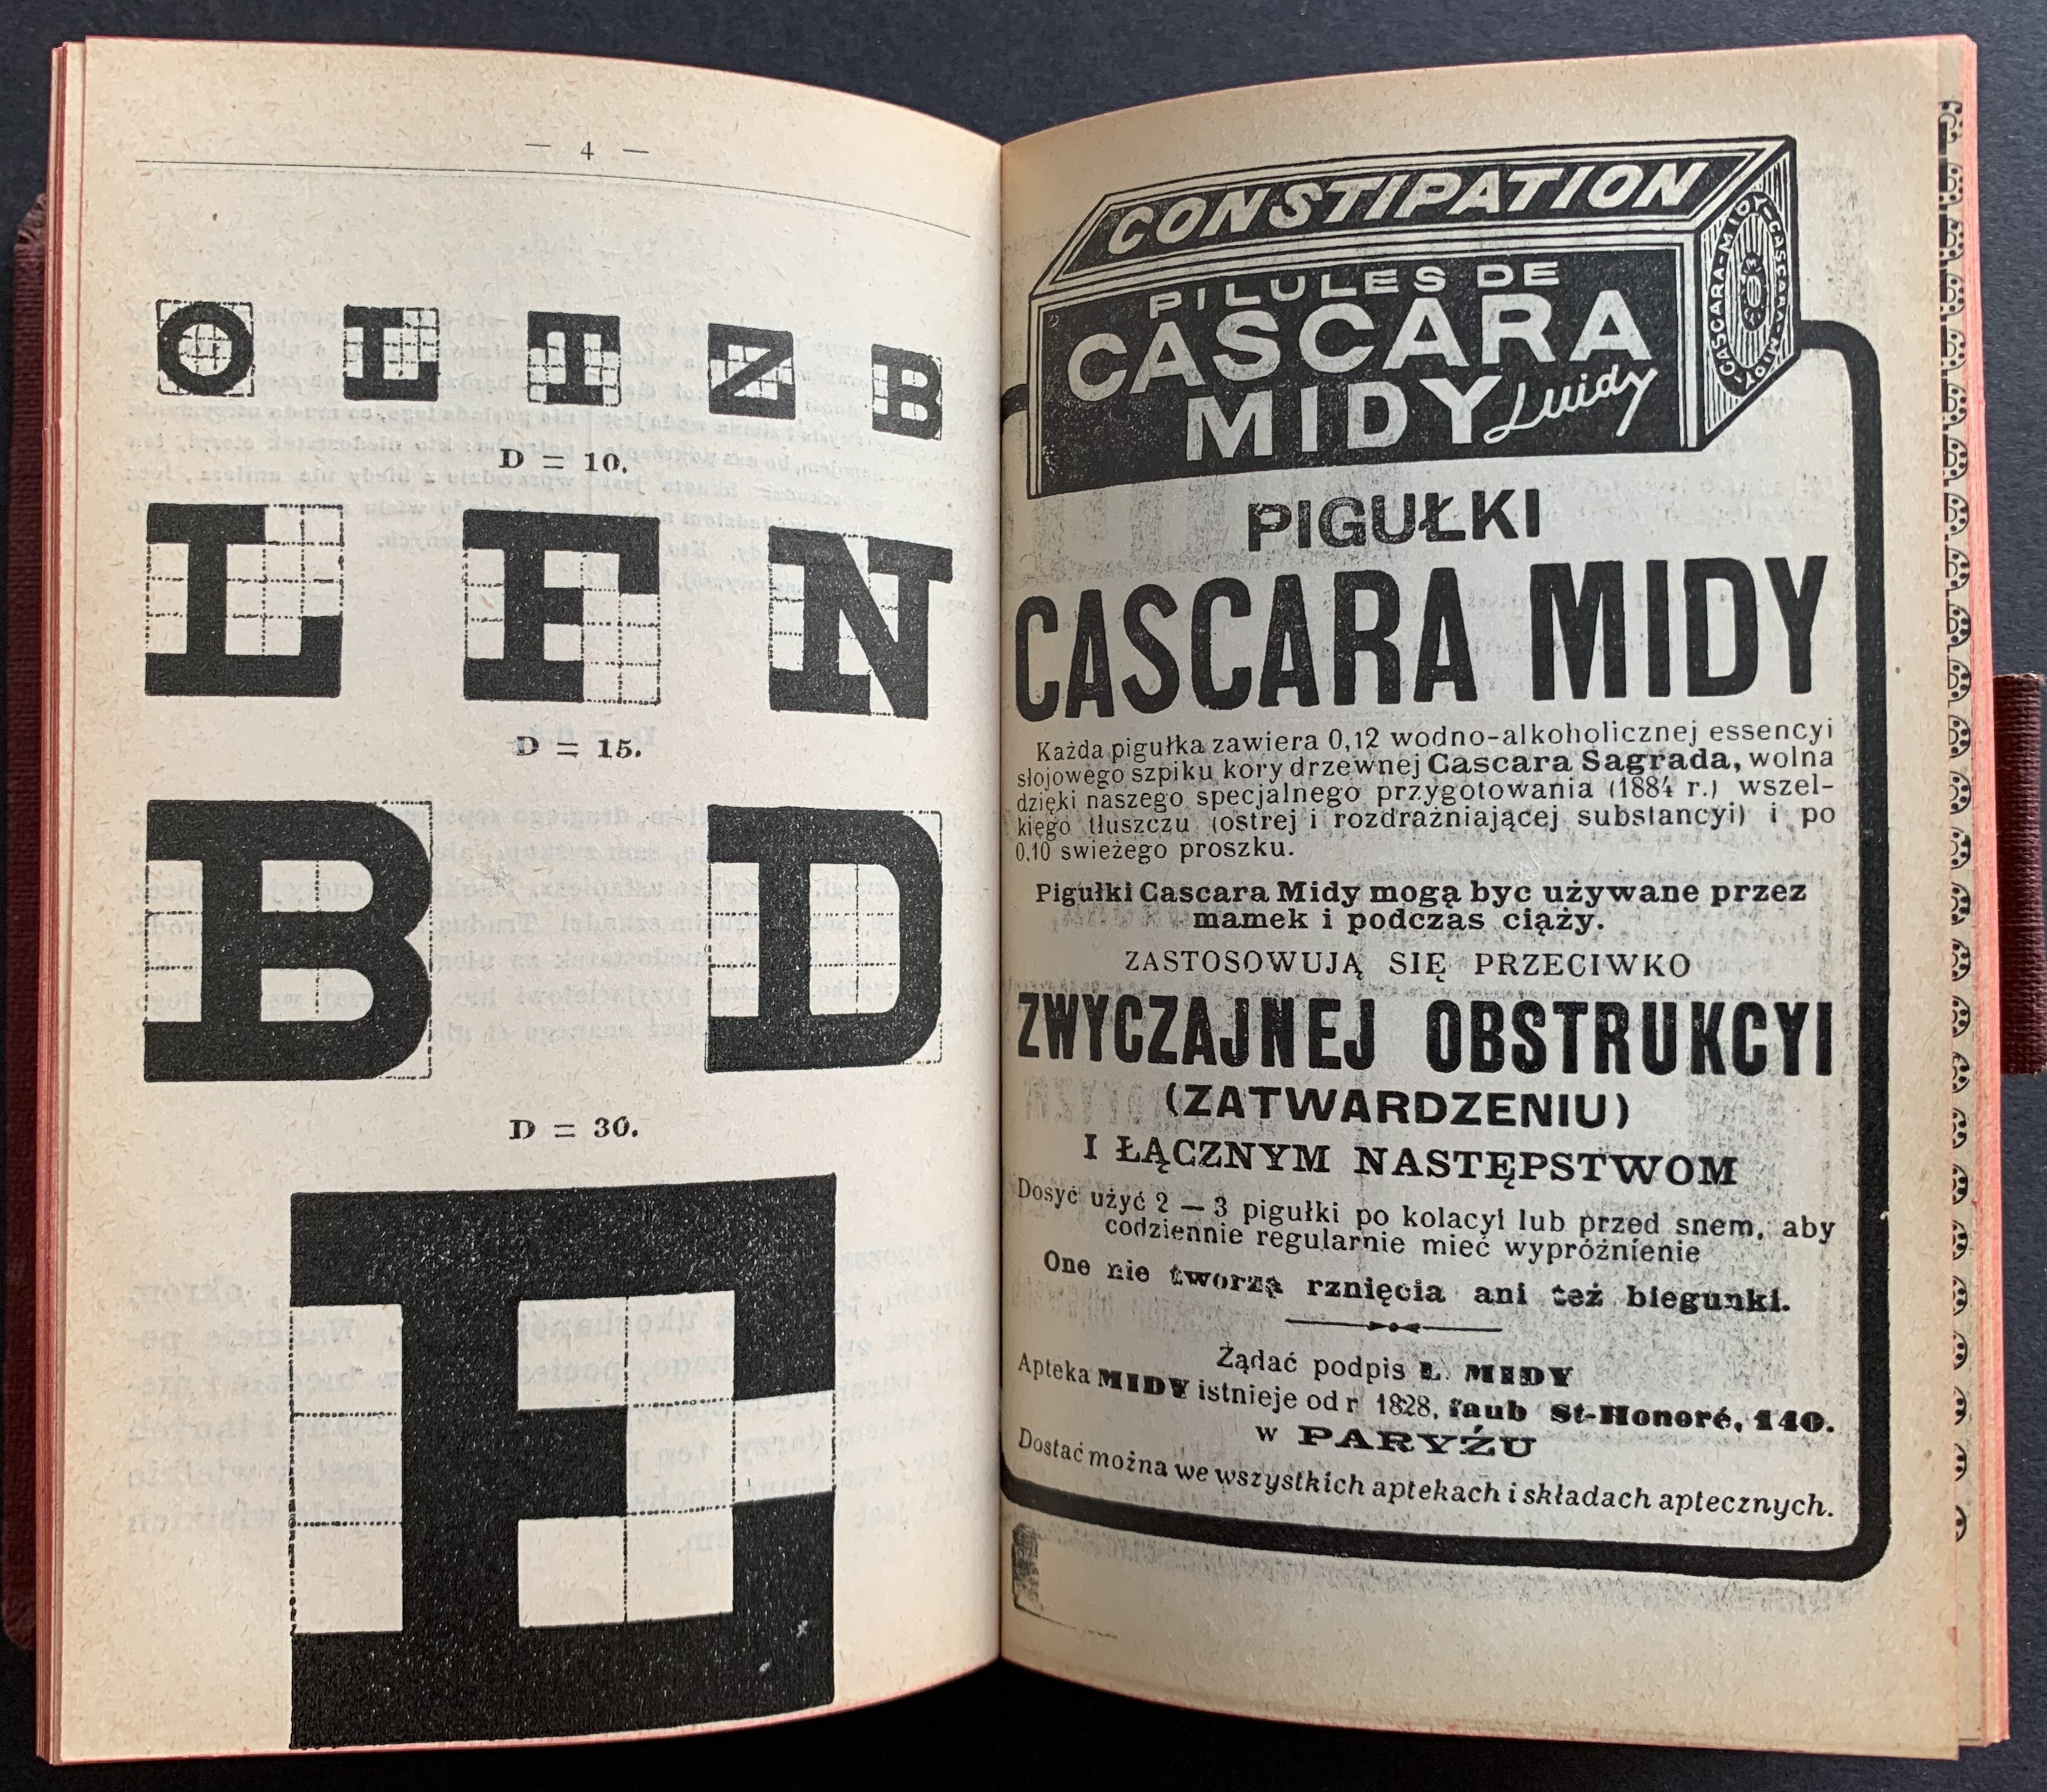 — 4 —
O L T Z B
D = 10.
L F N
D = 15.
B D
D = 30.
E
CONSTIPATION
PILULES DE
CASCARA
MIDY
CASCARA-MIDY-CASCARA-MIDY
PIGUŁKI
CASCARA MIDY
Każda pigułka zawiera 0,12 wodno-alkoholicznej essencyi
słojowego szpiku kory drzewnej Cascara Sagrada, wolna
dzięki naszego specjalnego przygotowania (1884 r.) wszel-
kiego tłuszczu (ostrej i rozdrażniającej substancyi) i po
0,10 swieżego proszku.
Pigułki Cascara Midy mogą byc używane przez
mamek i podczas ciąży.
ZASTOSOWUJĄ SIĘ PRZECIWKO
ZWYCZAJNEJ OBSTRUKCYI
(ZATWARDZENIU)
I ŁĄCZNYM NASTĘPSTWOM
Dosyć użyć 2 — 3 pigułki po kolacyi lub przed snem, aby
codziennie regularnie mieć wypróżnienie
One nie tworzą rznięcia ani też biegunki.
Żądać podpis L. MIDY
Apteka MIDY istnieje od r 1828, faub St-Honoré, 140.
w PARYŻU
Dostać można we wszystkich aptekach i składach aptecznych.